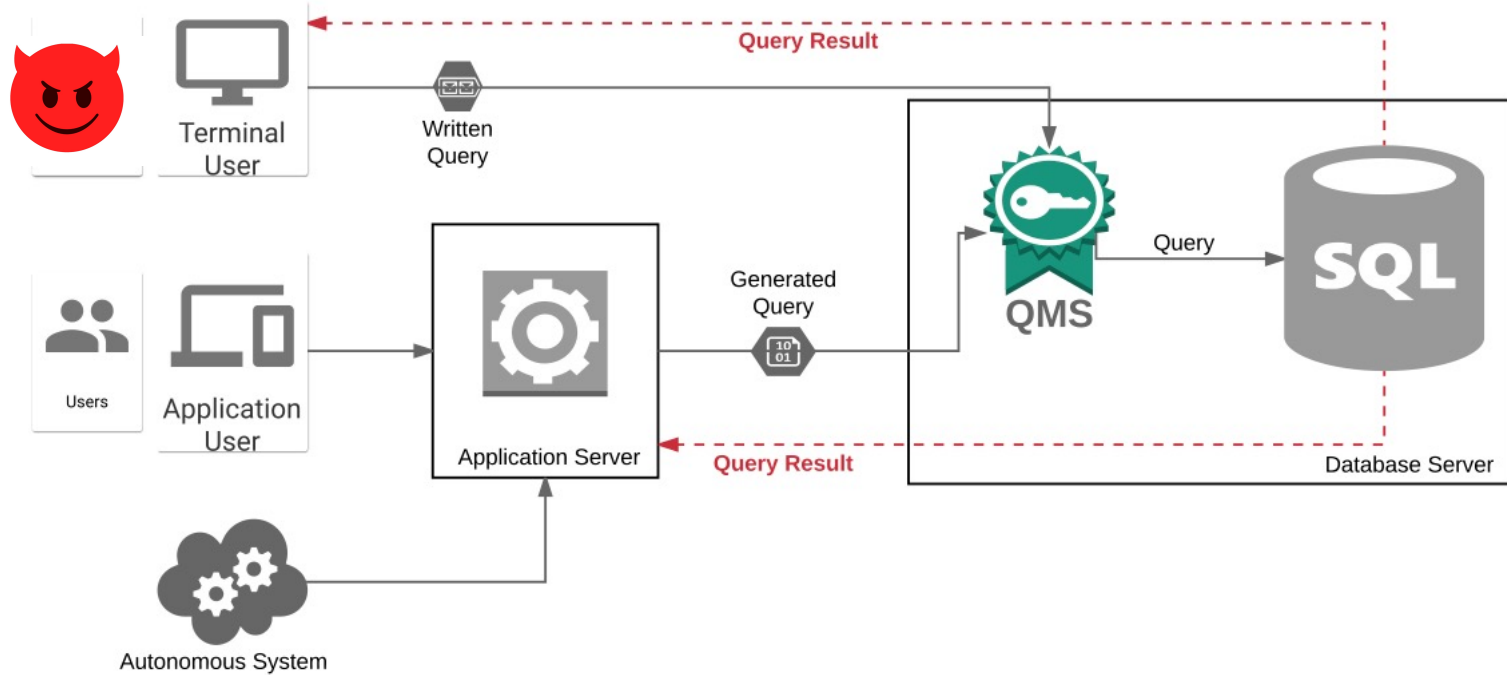 Query Result
Terminal
User
Written
Query
Query
SQL
Generated
Query
10
01
QMS
Users
Application
User
Application Server
Query Result
Database Server
Autonomous System